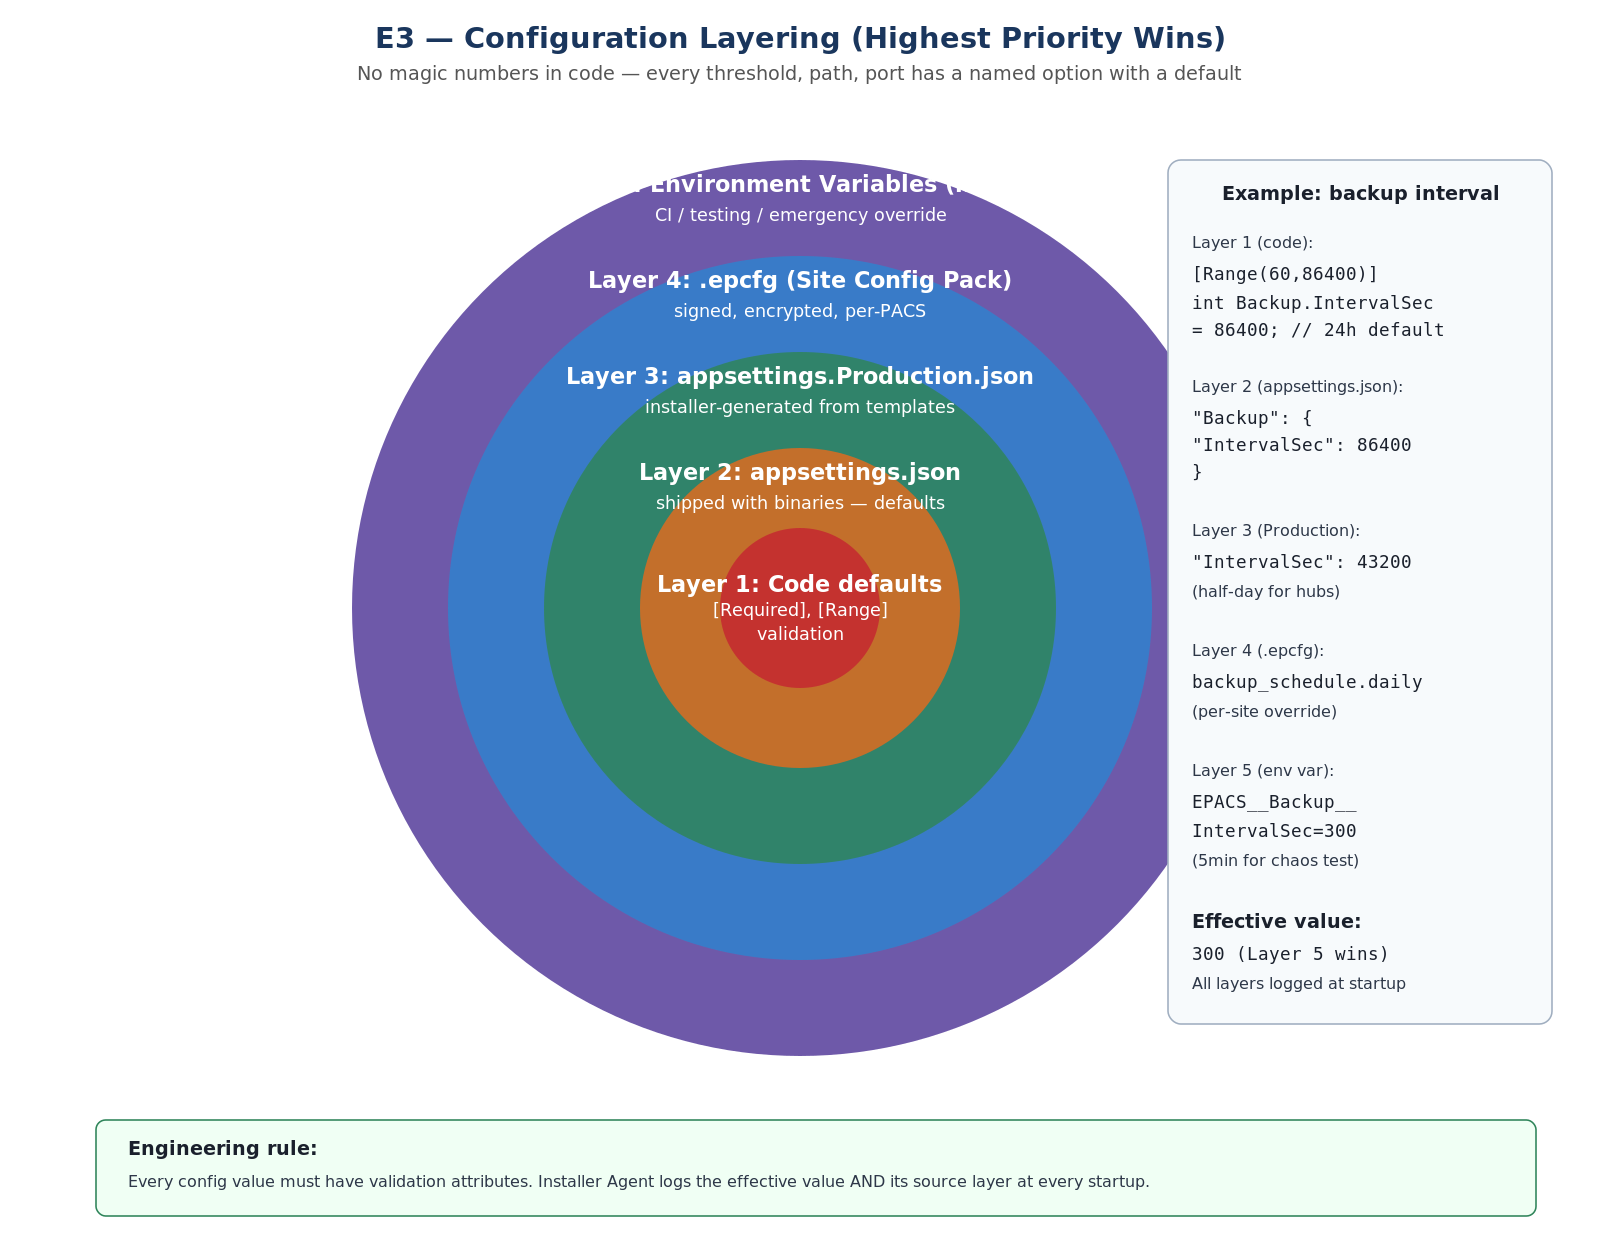 E3 — Configuration Layering (Highest Priority Wins)
No magic numbers in code — every threshold, path, port has a named option with a default
Environment Variables
CI / testing / emergency override
Layer 4: .epcfg (Site Config Pack)
signed, encrypted, per-PACS
Layer 3: appsettings.Production.json
installer-generated from templates
Layer 2: appsettings.json
shipped with binaries — defaults
Layer 1: Code defaults
[Required], [Range]
validation
Example: backup interval
Layer 1 (code):
[Range(60,86400)]
int Backup.IntervalSec
= 86400; // 24h default
Layer 2 (appsettings.json):
"Backup": {
"IntervalSec": 86400
}
Layer 3 (Production):
"IntervalSec": 43200
(half-day for hubs)
Layer 4 (.epcfg):
backup_schedule.daily
(per-site override)
Layer 5 (env var):
EPACS__Backup__
IntervalSec=300
(5min for chaos test)
Effective value:
300 (Layer 5 wins)
All layers logged at startup
Engineering rule:
Every config value must have validation attributes. Installer Agent logs the effective value AND its source layer at every startup.